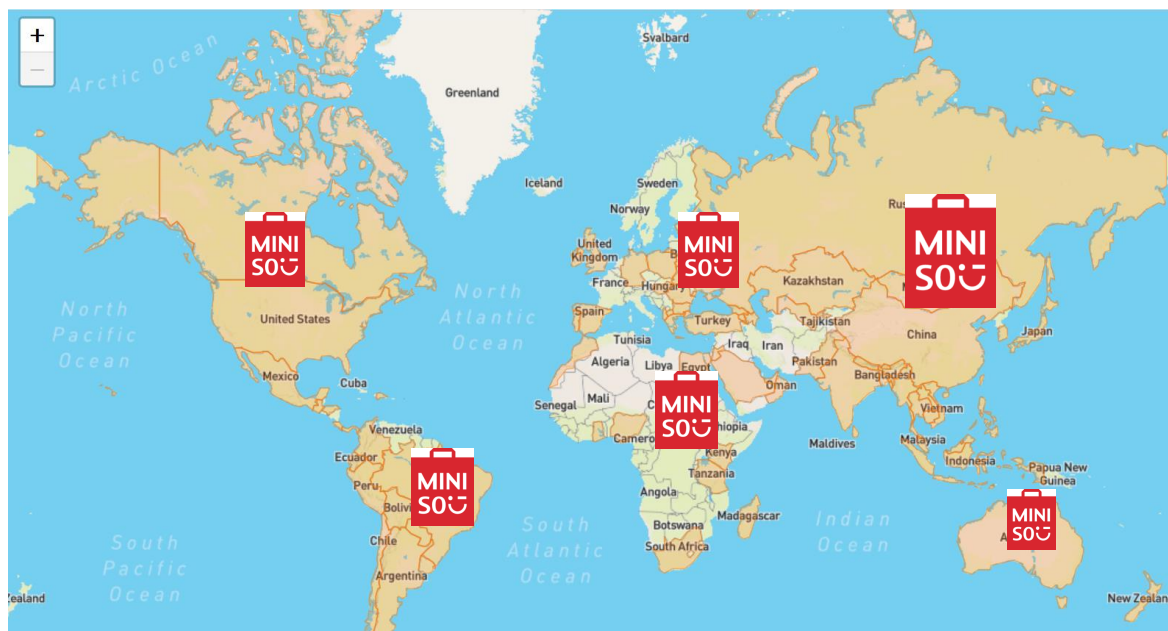 +
−
Arctic Ocean
Svalbard
Greenland
Iceland
Sweden
Norway
MINI
SO
MINI
SO
MINI
SO
United
Kingdom
France
Hungary
Kazakhstan
North
Pacific
Ocean
North
Atlantic
Ocean
United States
Spain
Turkey
Tajikistan
China
Japan
Tunisia
Iraq
Iran
Algeria
Libya
Egypt
Pakistan
Bangladesh
Mexico
Cuba
Oman
Senegal
Mali
MINI
SO
Vietnam
Venezuela
Maldives
Malaysia
Ecuador
Kenya
Indonesia
Papua New
Guinea
Tanzania
Peru
MINI
SO
Angola
Madagascar
Botswana
South Africa
Indian
Ocean
MINI
SO
South
Atlantic
Ocean
Chile
Argentina
South
Pacific
Ocean
Zealand
New Zealan